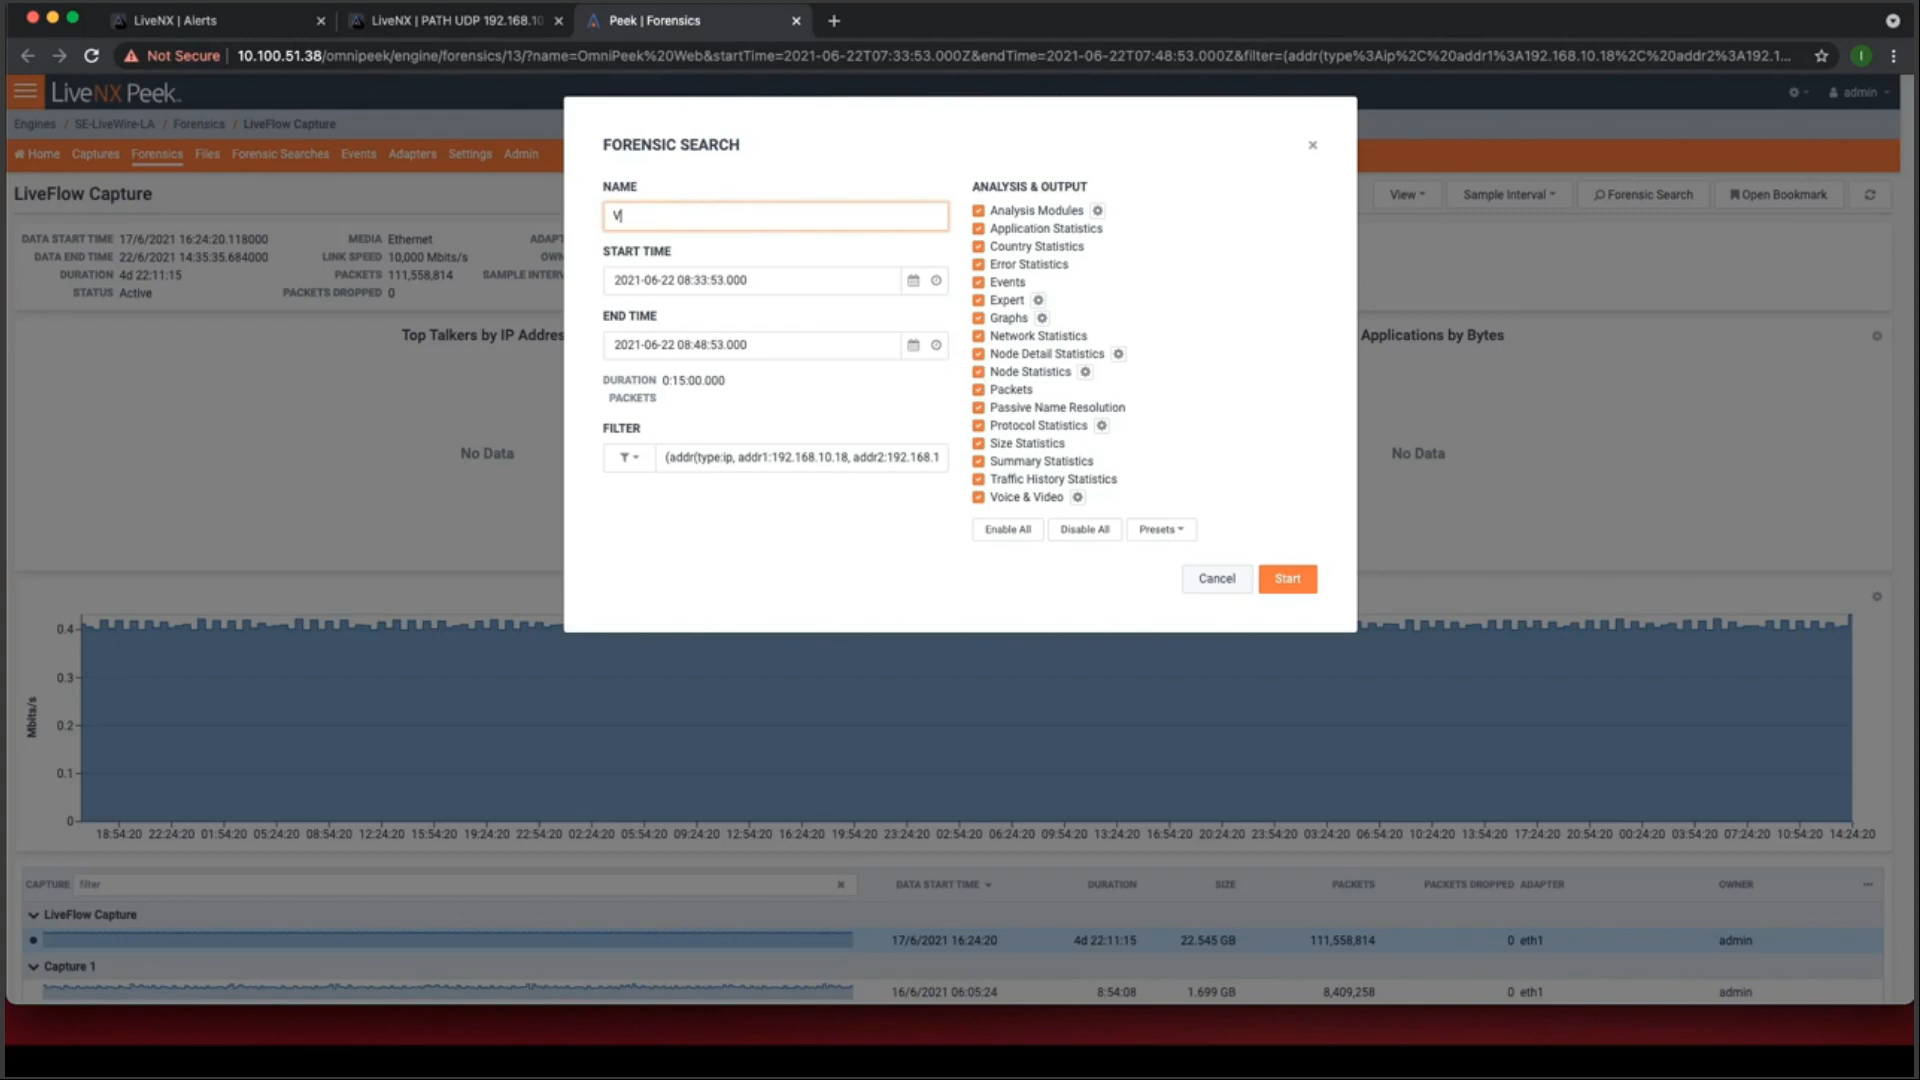 LiveNX | Alerts
LiveNX | PATH UDP 192.168.10
Peek | Forensics
Not Secure
10.100.51.38/omnipeek/engine/forensics/13/?name=OmniPeek%20Web&startTime=2021-06-22T07:33:53.000Z&endTime=2021-06-22T07:48:53.000Z&filter=(addr(type%3Aip%2C%20addr1%3A192.168.10.18%2C%20addr2%3A192.1...
I
LiveNX Peek
admin
Engines / SE-LiveWire-LA / Forensics / LiveFlow Capture
Home Captures Forensics Files Forensic Searches Events Adapters Settings Admin
LiveFlow Capture
View Sample Interval Forensic Search Open Bookmark
DATA START TIME 17/6/2021 16:24:20.118000 MEDIA Ethernet ADAPT
DATA END TIME 22/6/2021 14:35:35.684000 LINK SPEED 10,000 Mbits/s OWN
DURATION 4d 22:11:15 PACKETS 111,558,814 SAMPLE INTERV
STATUS Active PACKETS DROPPED 0
Top Talkers by IP Addres
Applications by Bytes
No Data
No Data
FORENSIC SEARCH
NAME
V
START TIME
2021-06-22 08:33:53.000
END TIME
2021-06-22 08:48:53.000
DURATION 0:15:00.000
PACKETS
FILTER
(addr(type:ip, addr1:192.168.10.18, addr2:192.168.1
ANALYSIS & OUTPUT
Analysis Modules
Application Statistics
Country Statistics
Error Statistics
Events
Expert
Graphs
Network Statistics
Node Detail Statistics
Node Statistics
Packets
Passive Name Resolution
Protocol Statistics
Size Statistics
Summary Statistics
Traffic History Statistics
Voice & Video
Enable All Disable All Presets
Cancel Start
Mbits/s
0.4
0.3
0.2
0.1
0
18:54:20 22:24:20 01:54:20 05:24:20 08:54:20 12:24:20 15:54:20 19:24:20 22:54:20 02:24:20 05:54:20 09:24:20 12:54:20 16:24:20 19:54:20 23:24:20 02:54:20 06:24:20 09:54:20 13:24:20 16:54:20 20:24:20 23:54:20 03:24:20 06:54:20 10:24:20 13:54:20 17:24:20 20:54:20 00:24:20 03:54:20 07:24:20 10:54:20 14:24:20
CAPTURE filter DATA START TIME DURATION SIZE PACKETS PACKETS DROPPED ADAPTER OWNER
LiveFlow Capture
17/6/2021 16:24:20 4d 22:11:15 22.545 GB 111,558,814 0 eth1 admin
Capture 1
16/6/2021 06:05:24 8:54:08 1.699 GB 8,409,258 0 eth1 admin